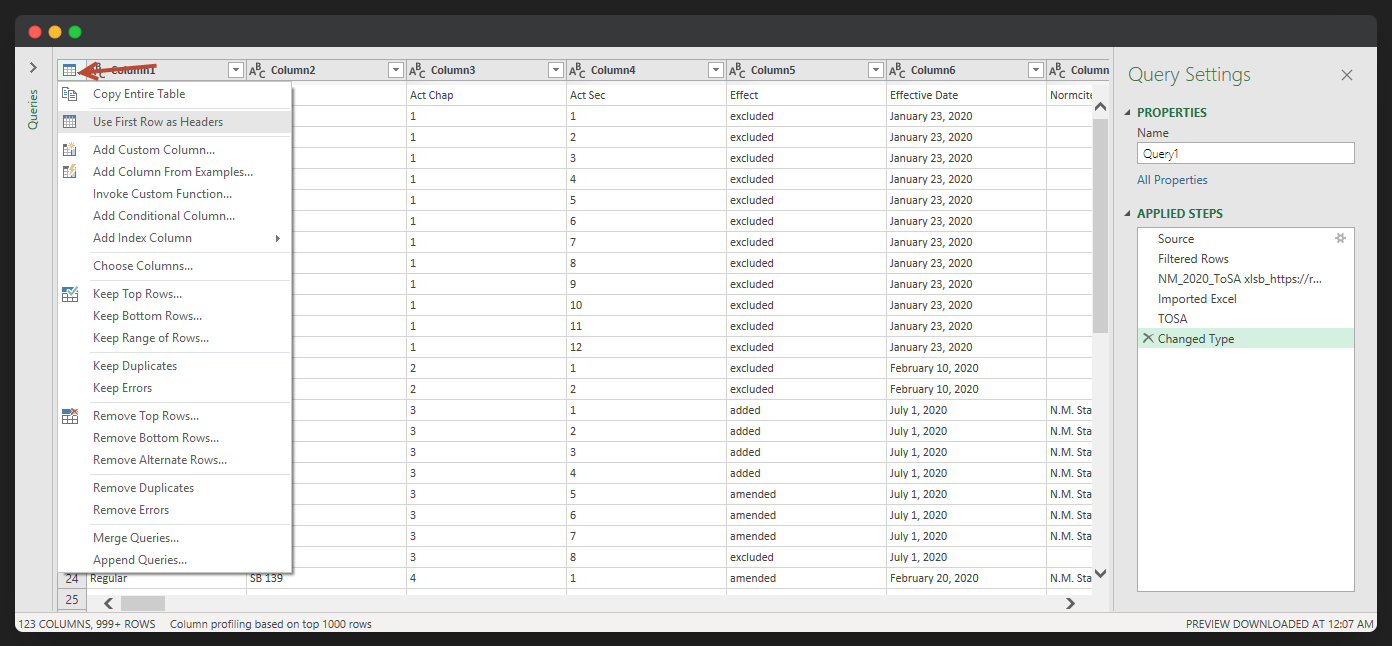 Queries
ABC Column1 ABC Column2 ABC Column3 ABC Column4 ABC Column5 ABC Column6 ABC Column
Copy Entire Table
Use First Row as Headers
Add Custom Column...
Add Column From Examples...
Invoke Custom Function...
Add Conditional Column...
Add Index Column
Choose Columns...
Keep Top Rows...
Keep Bottom Rows...
Keep Range of Rows...
Keep Duplicates
Keep Errors
Remove Top Rows...
Remove Bottom Rows...
Remove Alternate Rows...
Remove Duplicates
Remove Errors
Merge Queries...
Append Queries...
Act Chap Act Sec Effect Effective Date Normcite
1 1 excluded January 23, 2020
1 2 excluded January 23, 2020
1 3 excluded January 23, 2020
1 4 excluded January 23, 2020
1 5 excluded January 23, 2020
1 6 excluded January 23, 2020
1 7 excluded January 23, 2020
1 8 excluded January 23, 2020
1 9 excluded January 23, 2020
1 10 excluded January 23, 2020
1 11 excluded January 23, 2020
1 12 excluded January 23, 2020
2 1 excluded February 10, 2020
2 2 excluded February 10, 2020
3 1 added July 1, 2020 N.M. Sta
3 2 added July 1, 2020 N.M. Sta
3 3 added July 1, 2020 N.M. Sta
3 4 added July 1, 2020 N.M. Sta
3 5 amended July 1, 2020 N.M. Sta
3 6 amended July 1, 2020 N.M. Sta
3 7 amended July 1, 2020 N.M. Sta
3 8 excluded July 1, 2020
24 Regular SB 139 4 1 amended February 20, 2020 N.M. Sta
25
Query Settings
PROPERTIES
Name
Query1
All Properties
APPLIED STEPS
Source
Filtered Rows
NM_2020_ToSA xlsb_https://r...
Imported Excel
TOSA
Changed Type
123 COLUMNS, 999+ ROWS Column profiling based on top 1000 rows PREVIEW DOWNLOADED AT 12:07 AM